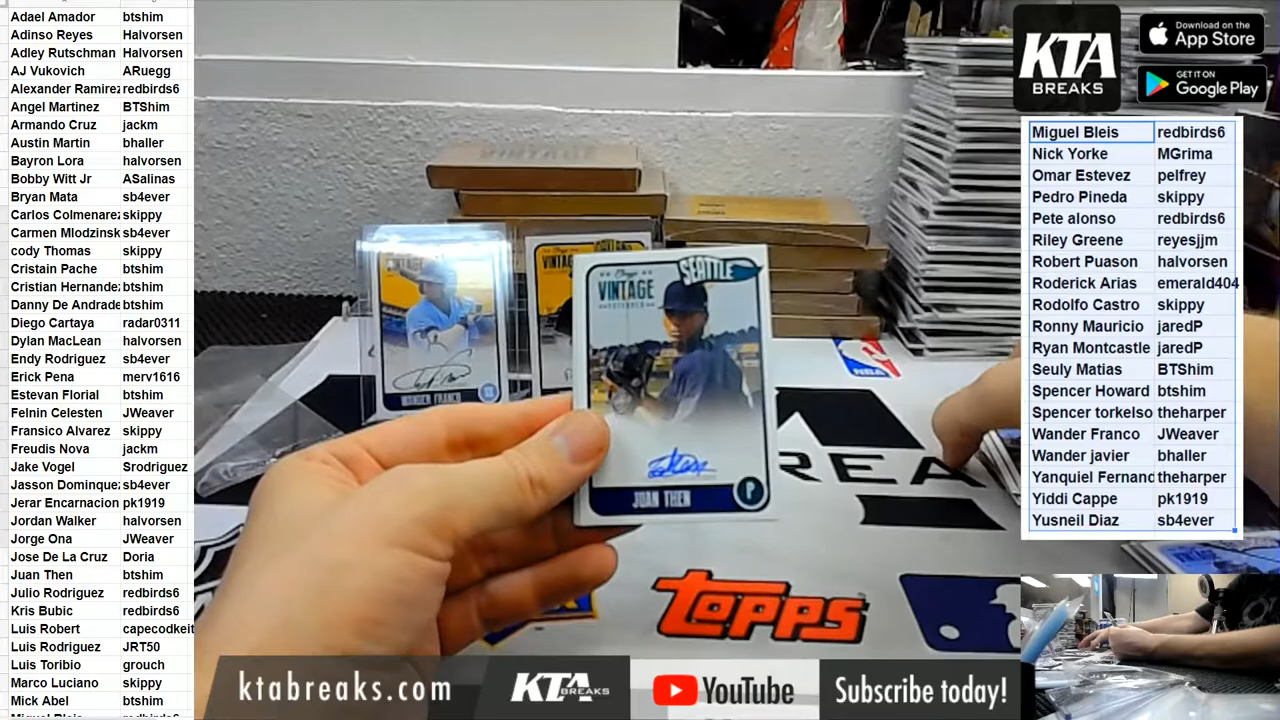 Adael Amador btshim
Adinso Reyes Halvorsen
Adley Rutschman Halvorsen
AJ Vukovich ARuegg
Alexander Ramirez redbirds6
Angel Martinez BTShim
Armando Cruz jackm
Austin Martin bhaller
Bayron Lora halvorsen
Bobby Witt Jr ASalinas
Bryan Mata sb4ever
Carlos Colmenarez skippy
Carmen Mlodzinsk sb4ever
cody Thomas skippy
Cristain Pache btshim
Cristian Hernandez btshim
Danny De Andrade btshim
Diego Cartaya radar0311
Dylan MacLean halvorsen
Endy Rodriguez sb4ever
Erick Pena merv1616
Estevan Florial btshim
Felnin Celesten JWeaver
Fransico Alvarez skippy
Freudis Nova jackm
Jake Vogel Srodriguez
Jasson Dominquez sb4ever
Jerar Encarnacion pk1919
Jordan Walker halvorsen
Jorge Ona JWeaver
Jose De La Cruz Doria
Juan Then btshim
Julio Rodriguez redbirds6
Kris Bubic redbirds6
Luis Robert capecodkeit
Luis Rodriguez JRT50
Luis Toribio grouch
Marco Luciano skippy
Mick Abel btshim
Miguel Bleis redbirds6
VINTAGE
SEATTLE
Onyx
VINTAGE
JUAN THEN
P
FRANCO
NBA
REA
TOPPS
KTA
BREAKS
Download on the
App Store
GET IT ON
Google Play
Miguel Bleis redbirds6
Nick Yorke MGrima
Omar Estevez pelfrey
Pedro Pineda skippy
Pete alonso redbirds6
Riley Greene reyesjjm
Robert Puason halvorsen
Roderick Arias emerald404
Rodolfo Castro skippy
Ronny Mauricio jaredP
Ryan Montcastle jaredP
Seuly Matias BTShim
Spencer Howard btshim
Spencer torkelso theharper
Wander Franco JWeaver
Wander javier bhaller
Yanquiel Fernand theharper
Yiddi Cappe pk1919
Yusneil Diaz sb4ever
ktabreaks.com
KTA
BREAKS
YouTube
Subscribe today!